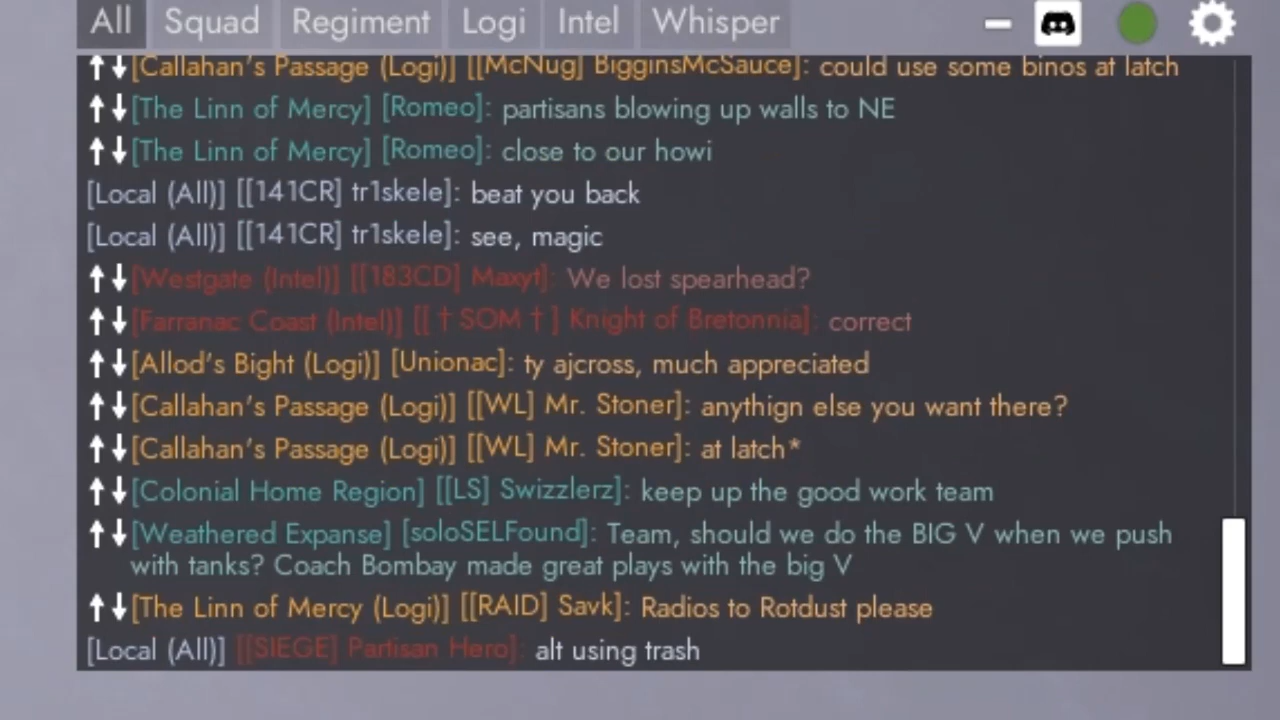 All Squad Regiment Logi Intel Whisper
[Callahan's Passage (Logi)] [[McNug] BigginsMcSauce]: could use some binos at latch
[The Linn of Mercy] [Romeo]: partisans blowing up walls to NE
[The Linn of Mercy] [Romeo]: close to our howi
[Local (All)] [[141CR] tr1skele]: beat you back
[Local (All)] [[141CR] tr1skele]: see, magic
[Westgate (Intel)] [[183CD] Maxyt]: We lost spearhead?
[Farranac Coast (Intel)] [[ † SOM † ] Knight of Bretonnia]: correct
[Allod's Bight (Logi)] [Unionac]: ty ajcross, much appreciated
[Callahan's Passage (Logi)] [[WL] Mr. Stoner]: anythign else you want there?
[Callahan's Passage (Logi)] [[WL] Mr. Stoner]: at latch*
[Colonial Home Region] [[LS] Swizzlerz]: keep up the good work team
[Weathered Expanse] [soloSELFound]: Team, should we do the BIG V when we push
with tanks? Coach Bombay made great plays with the big V
[The Linn of Mercy (Logi)] [[RAID] Savk]: Radios to Rotdust please
[Local (All)] [[SIEGE] Partisan Hero]: alt using trash